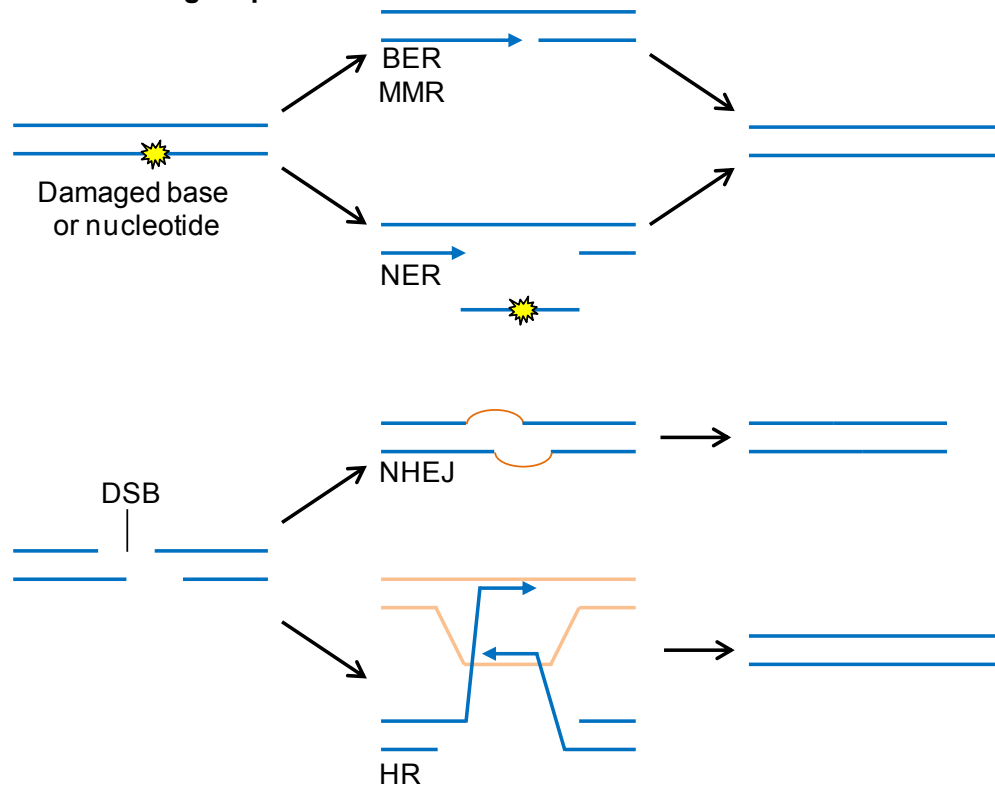 BER
MMR
Damaged base
or nucleotide
NER
NHEJ
DSB
HR